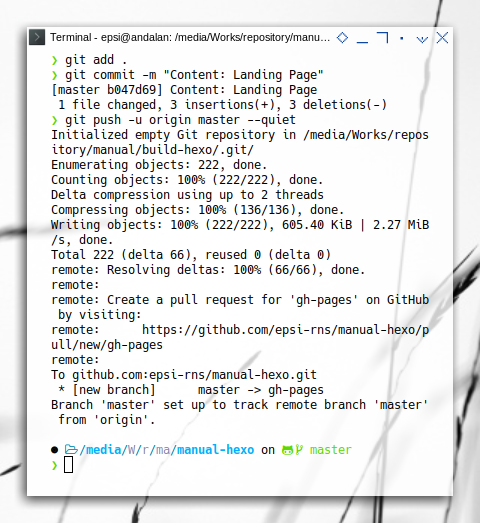 Terminal - epsi@andalan: /media/Works/repository/manu...
❯ git add .
❯ git commit -m "Content: Landing Page"
[master b047d69] Content: Landing Page
 1 file changed, 3 insertions(+), 3 deletions(-)
❯ git push -u origin master --quiet
Initialized empty Git repository in /media/Works/repos
itory/manual/build-hexo/.git/
Enumerating objects: 222, done.
Counting objects: 100% (222/222), done.
Delta compression using up to 2 threads
Compressing objects: 100% (136/136), done.
Writing objects: 100% (222/222), 605.40 KiB | 2.27 MiB
/s, done.
Total 222 (delta 66), reused 0 (delta 0)
remote: Resolving deltas: 100% (66/66), done.
remote:
remote: Create a pull request for 'gh-pages' on GitHub
 by visiting:
remote:      https://github.com/epsi-rns/manual-hexo/p
ull/new/gh-pages
remote:
To github.com:epsi-rns/manual-hexo.git
 * [new branch]      master -> gh-pages
Branch 'master' set up to track remote branch 'master'
 from 'origin'.
● /media/W/r/ma/manual-hexo on master
❯